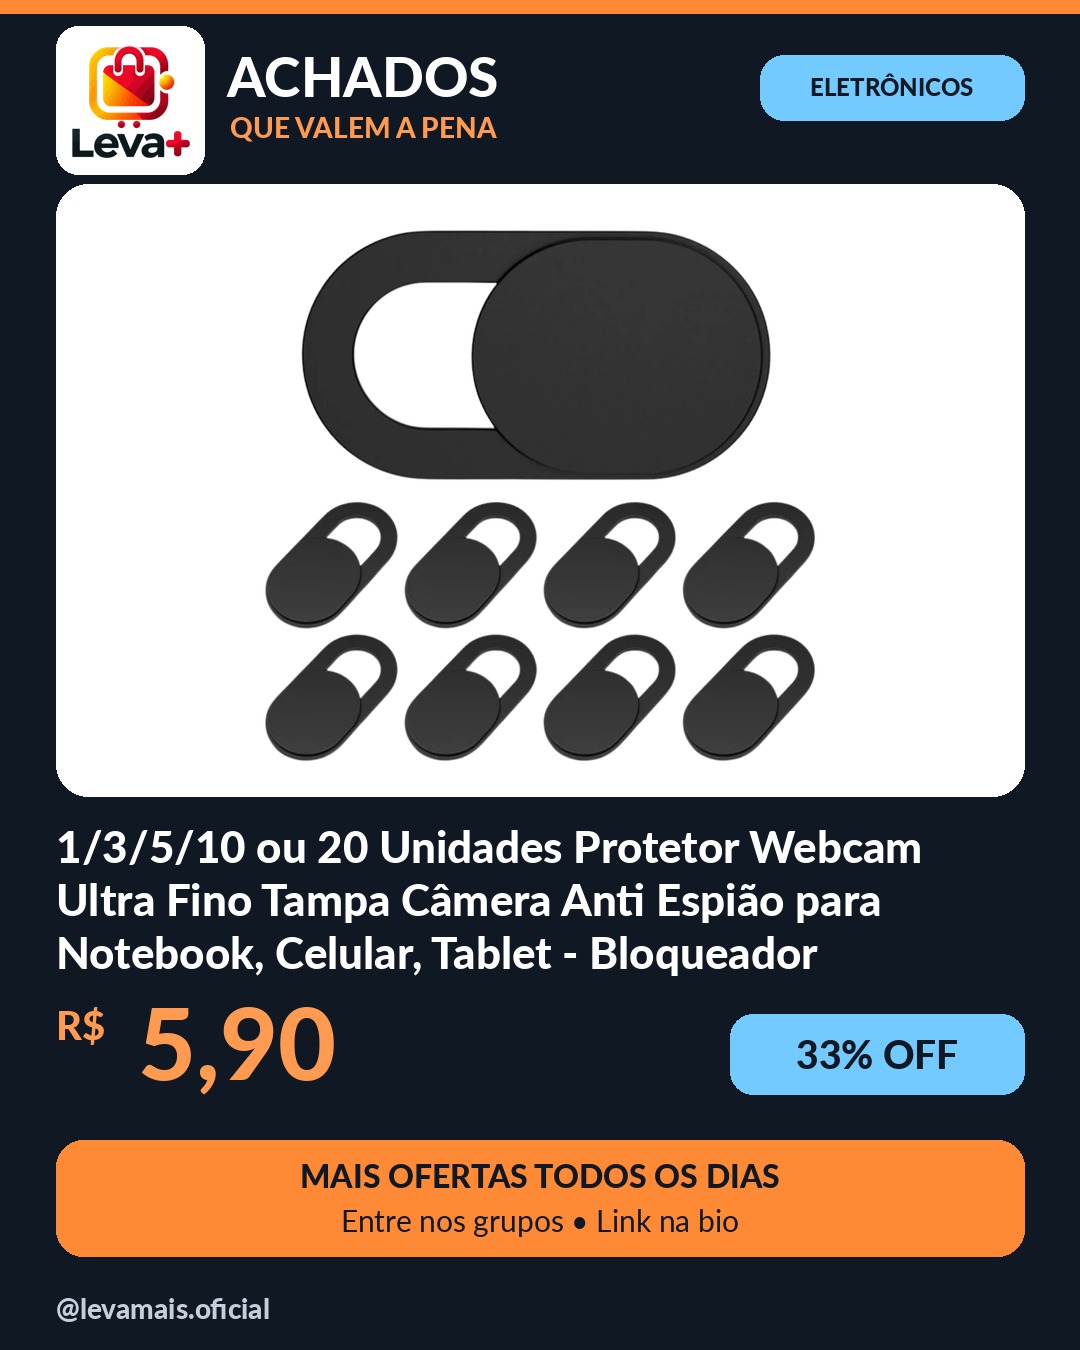 Leva+
ACHADOS
QUE VALEM A PENA
ELETRÔNICOS
1/3/5/10 ou 20 Unidades Protetor Webcam
Ultra Fino Tampa Câmera Anti Espião para
Notebook, Celular, Tablet - Bloqueador
R$ 5,90
33% OFF
MAIS OFERTAS TODOS OS DIAS
Entre nos grupos • Link na bio
@levamais.oficial